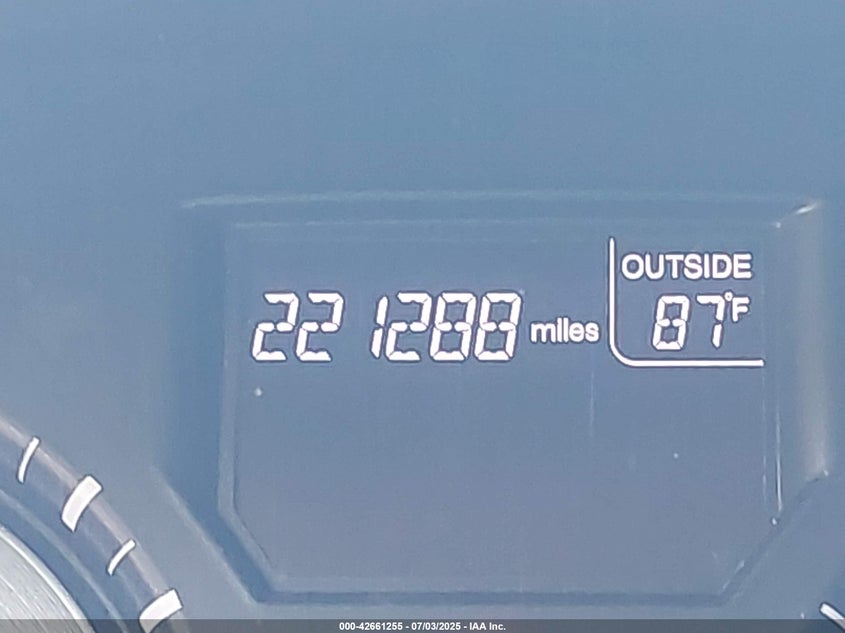 OUTSIDE
221288 miles 87°F
000-42661255 - 07/03/2025 - IAA Inc.